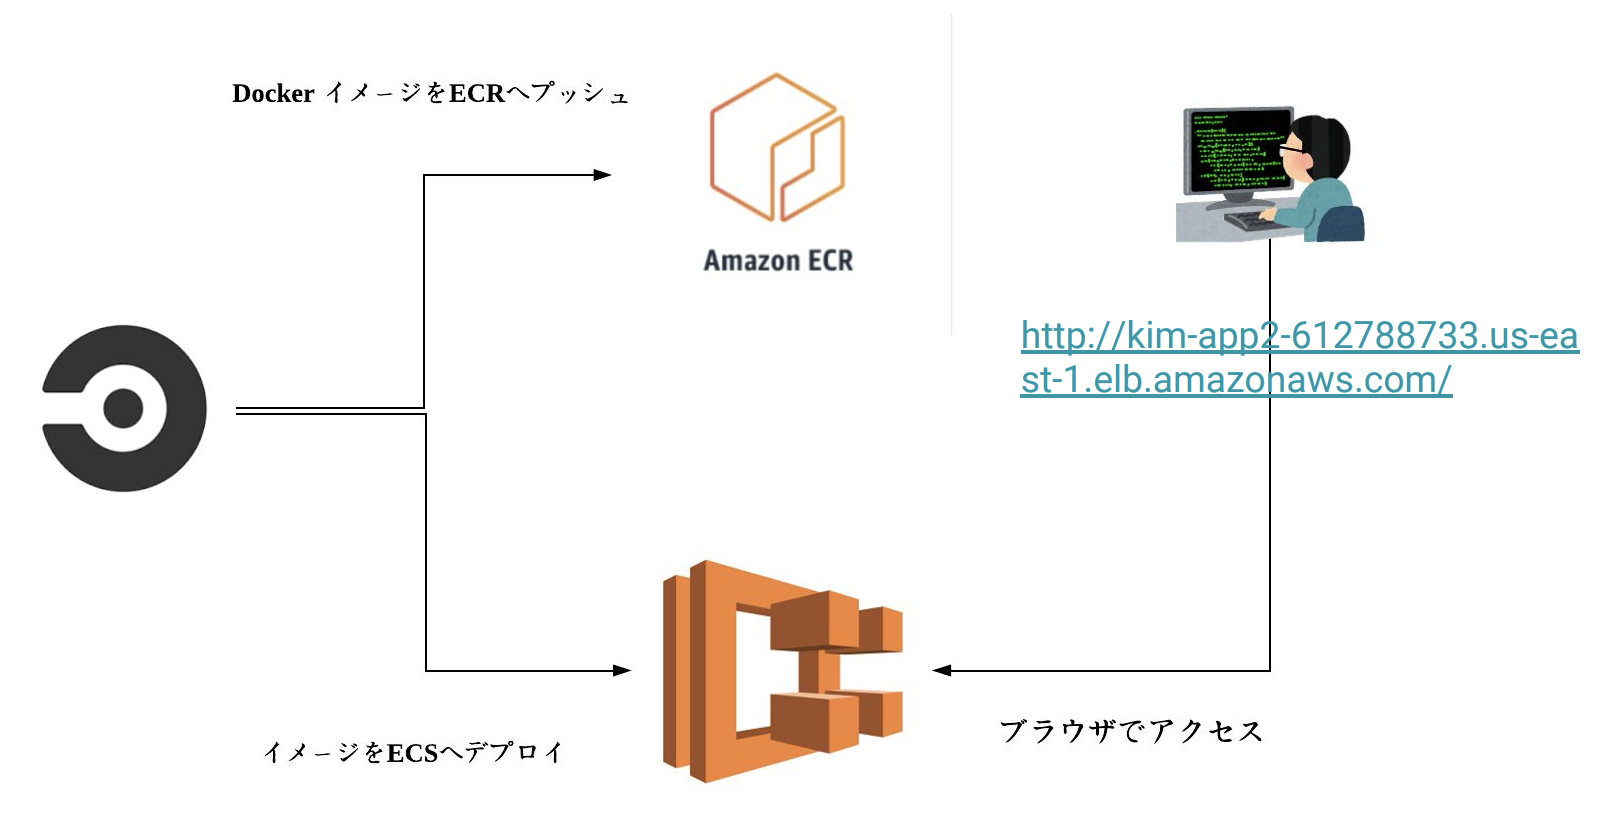 Docker イメージをECRへプッシュ
Amazon ECR
http://kim-app2-612788733.us-ea
st-1.elb.amazonaws.com/
イメージをECSへデプロイ
ブラウザでアクセス